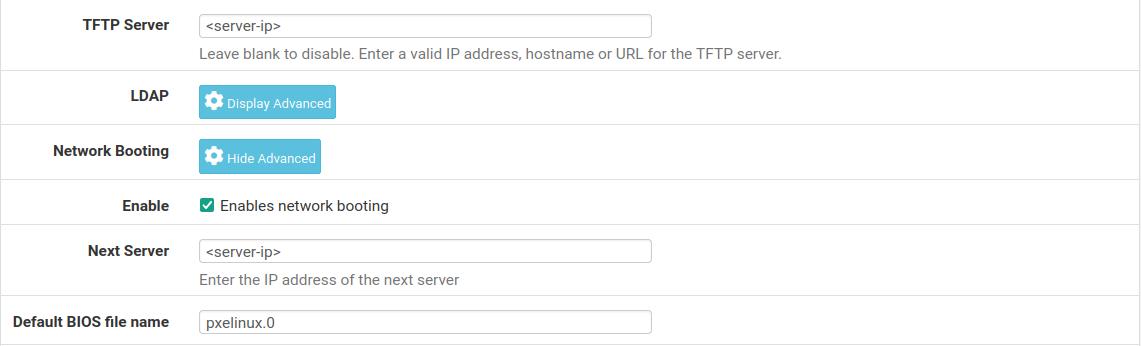 TFTP Server <server-ip>
Leave blank to disable. Enter a valid IP address, hostname or URL for the TFTP server.
LDAP Display Advanced
Network Booting Hide Advanced
Enable Enables network booting
Next Server <server-ip>
Enter the IP address of the next server
Default BIOS file name pxelinux.0